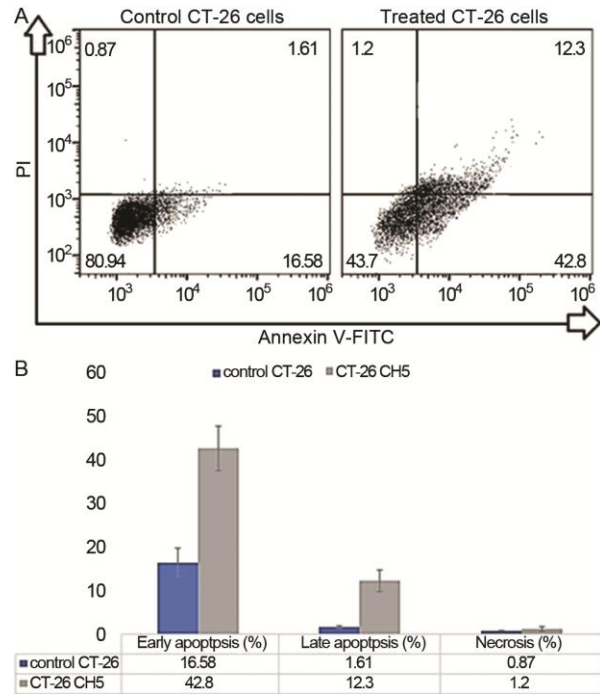 A
Control CT-26 cells
Treated CT-26 cells
10⁶
10⁵
10⁴
10³
10²
PI
0.87
1.61
80.94
16.58
1.2
12.3
43.7
42.8
10³ 10⁴ 10⁵ 10⁶
10³ 10⁴ 10⁵ 10⁶
Annexin V-FITC
B
control CT-26 CT-26 CH5
60
50
40
30
20
10
0
Early apoptpsis (%) Late apoptpsis (%) Necrosis (%)
control CT-26 16.58 1.61 0.87
CT-26 CH5 42.8 12.3 1.2